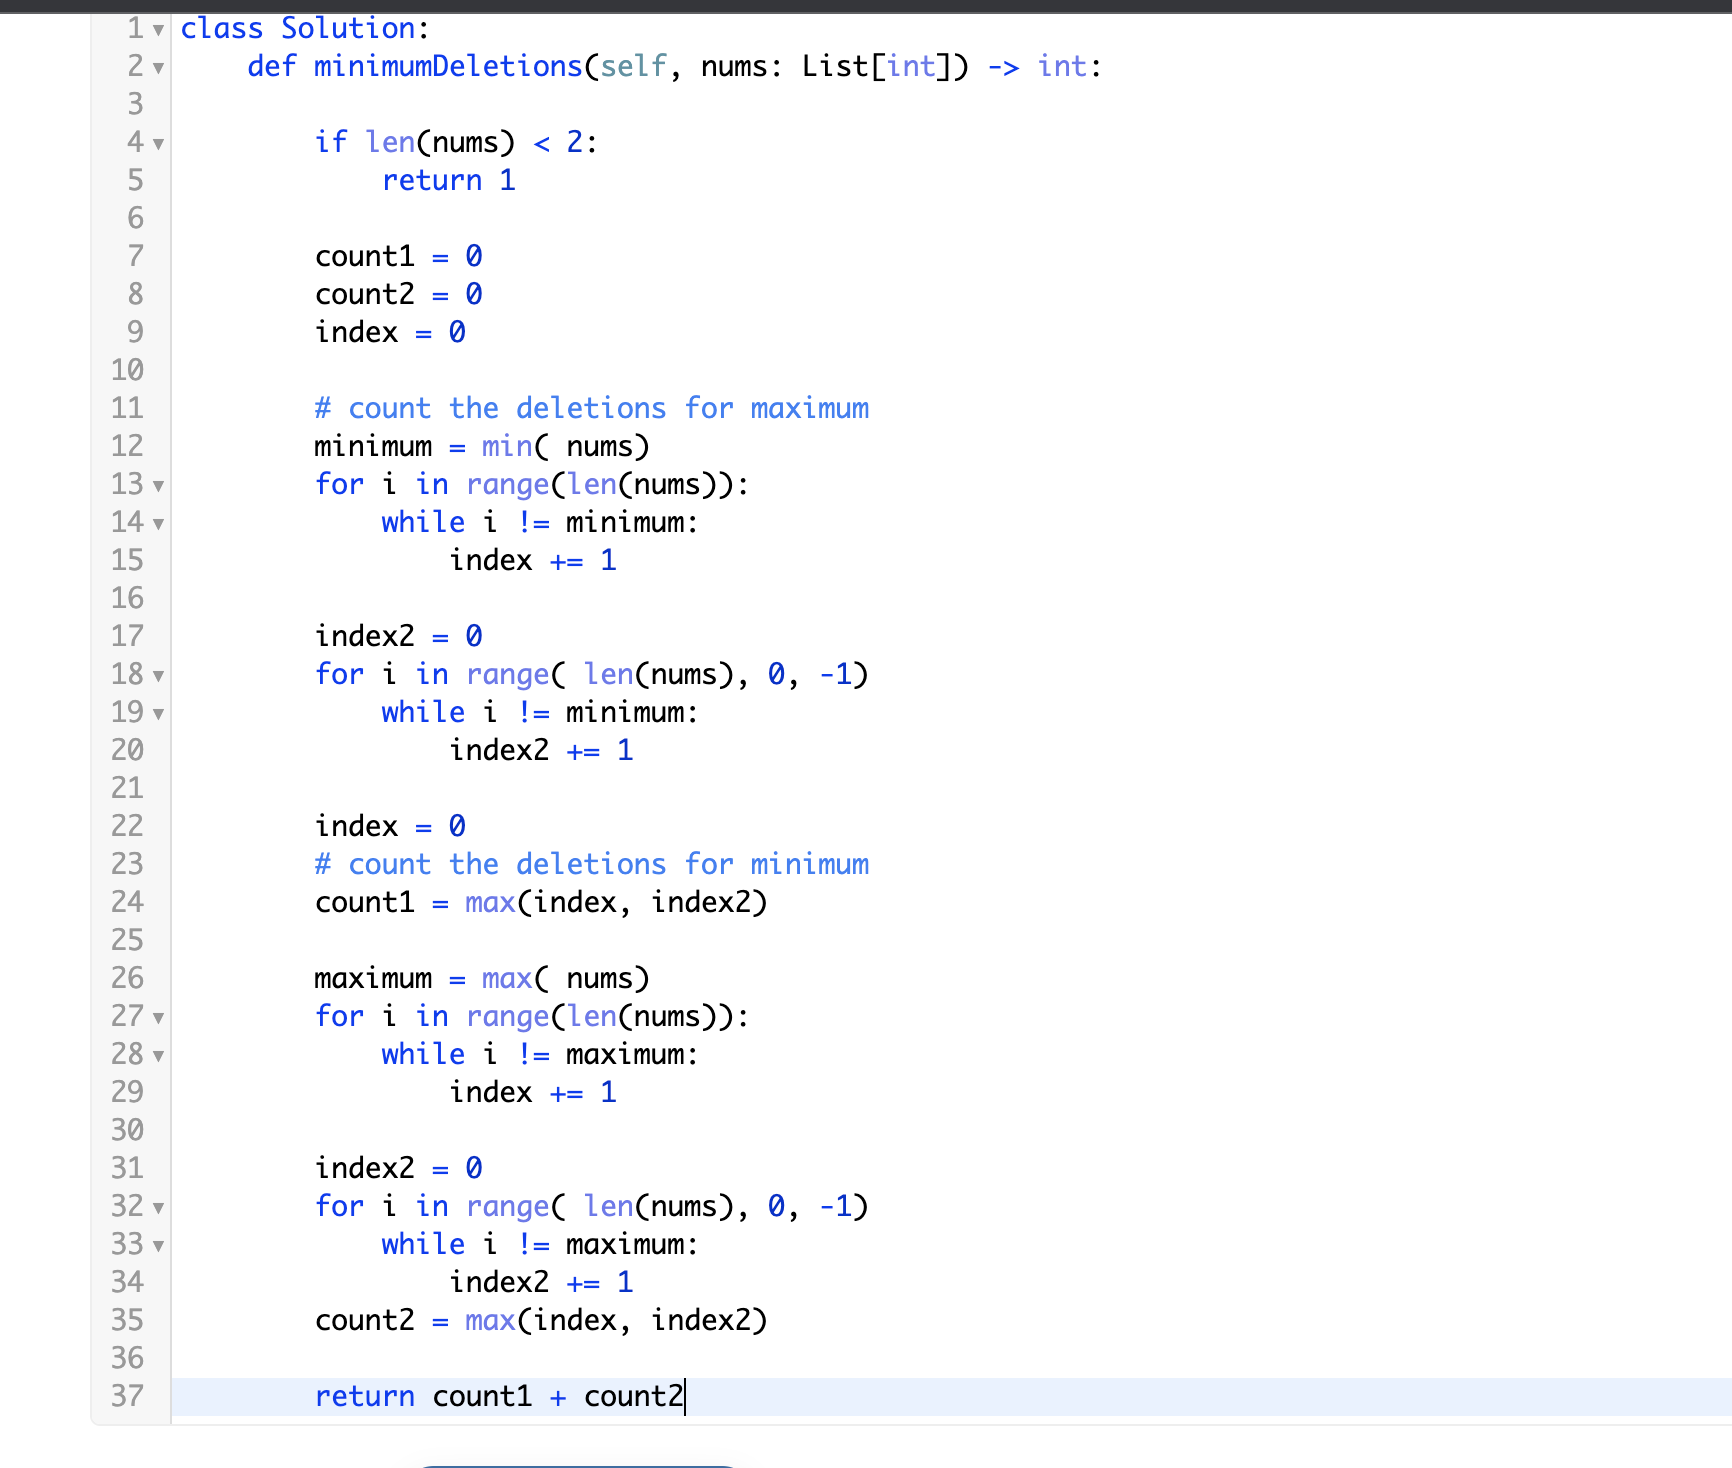 1 class Solution:
2     def minimumDeletions(self, nums: List[int]) -> int:
3
4         if len(nums) < 2:
5             return 1
6
7         count1 = 0
8         count2 = 0
9         index = 0
10
11         # count the deletions for maximum
12         minimum = min( nums)
13         for i in range(len(nums)):
14             while i != minimum:
15                 index += 1
16
17         index2 = 0
18         for i in range( len(nums), 0, -1)
19             while i != minimum:
20                 index2 += 1
21
22         index = 0
23         # count the deletions for minimum
24         count1 = max(index, index2)
25
26         maximum = max( nums)
27         for i in range(len(nums)):
28             while i != maximum:
29                 index += 1
30
31         index2 = 0
32         for i in range( len(nums), 0, -1)
33             while i != maximum:
34                 index2 += 1
35         count2 = max(index, index2)
36
37         return count1 + count2